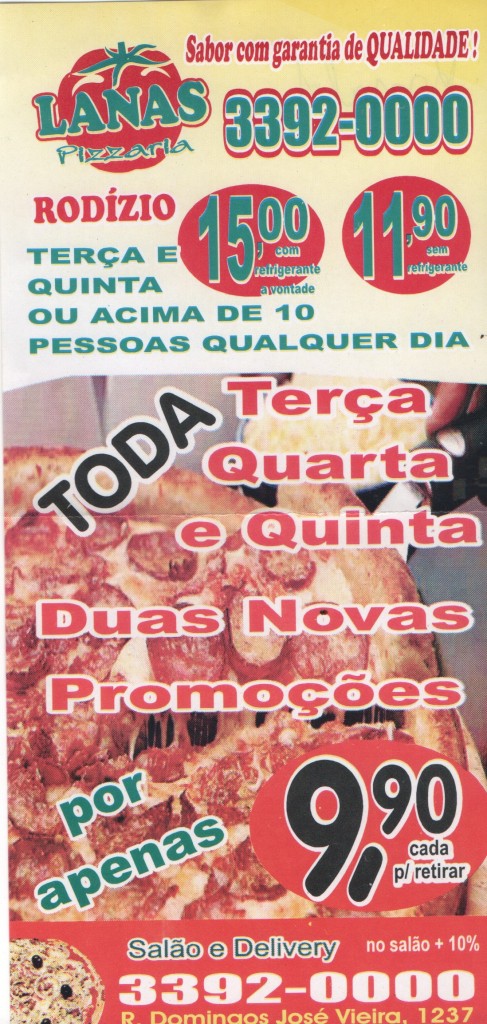 Sabor com garantia de QUALIDADE!
LANAS
Pizzaria
3392-0000
RODÍZIO
15,00
com
refrigerante
a vontade
11,90
sem
refrigerante
TERÇA E
QUINTA
OU ACIMA DE 10
PESSOAS QUALQUER DIA
TODA
Terça
Quarta
e Quinta
Duas Novas
Promoções
por
apenas
9,90
cada
p/ retirar
Salão e Delivery
no salão + 10%
3392-0000
R. Domingos José Vieira, 1237